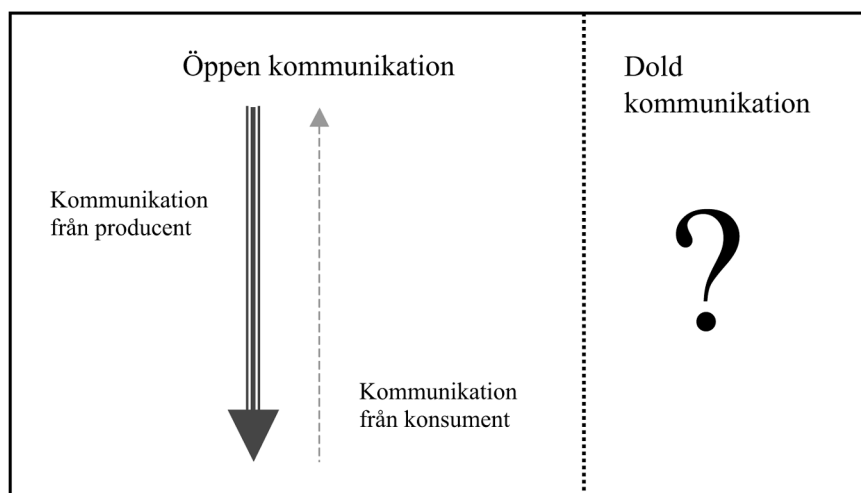 Öppen kommunikation
Dold
kommunikation
Kommunikation
från producent
?
Kommunikation
från konsument